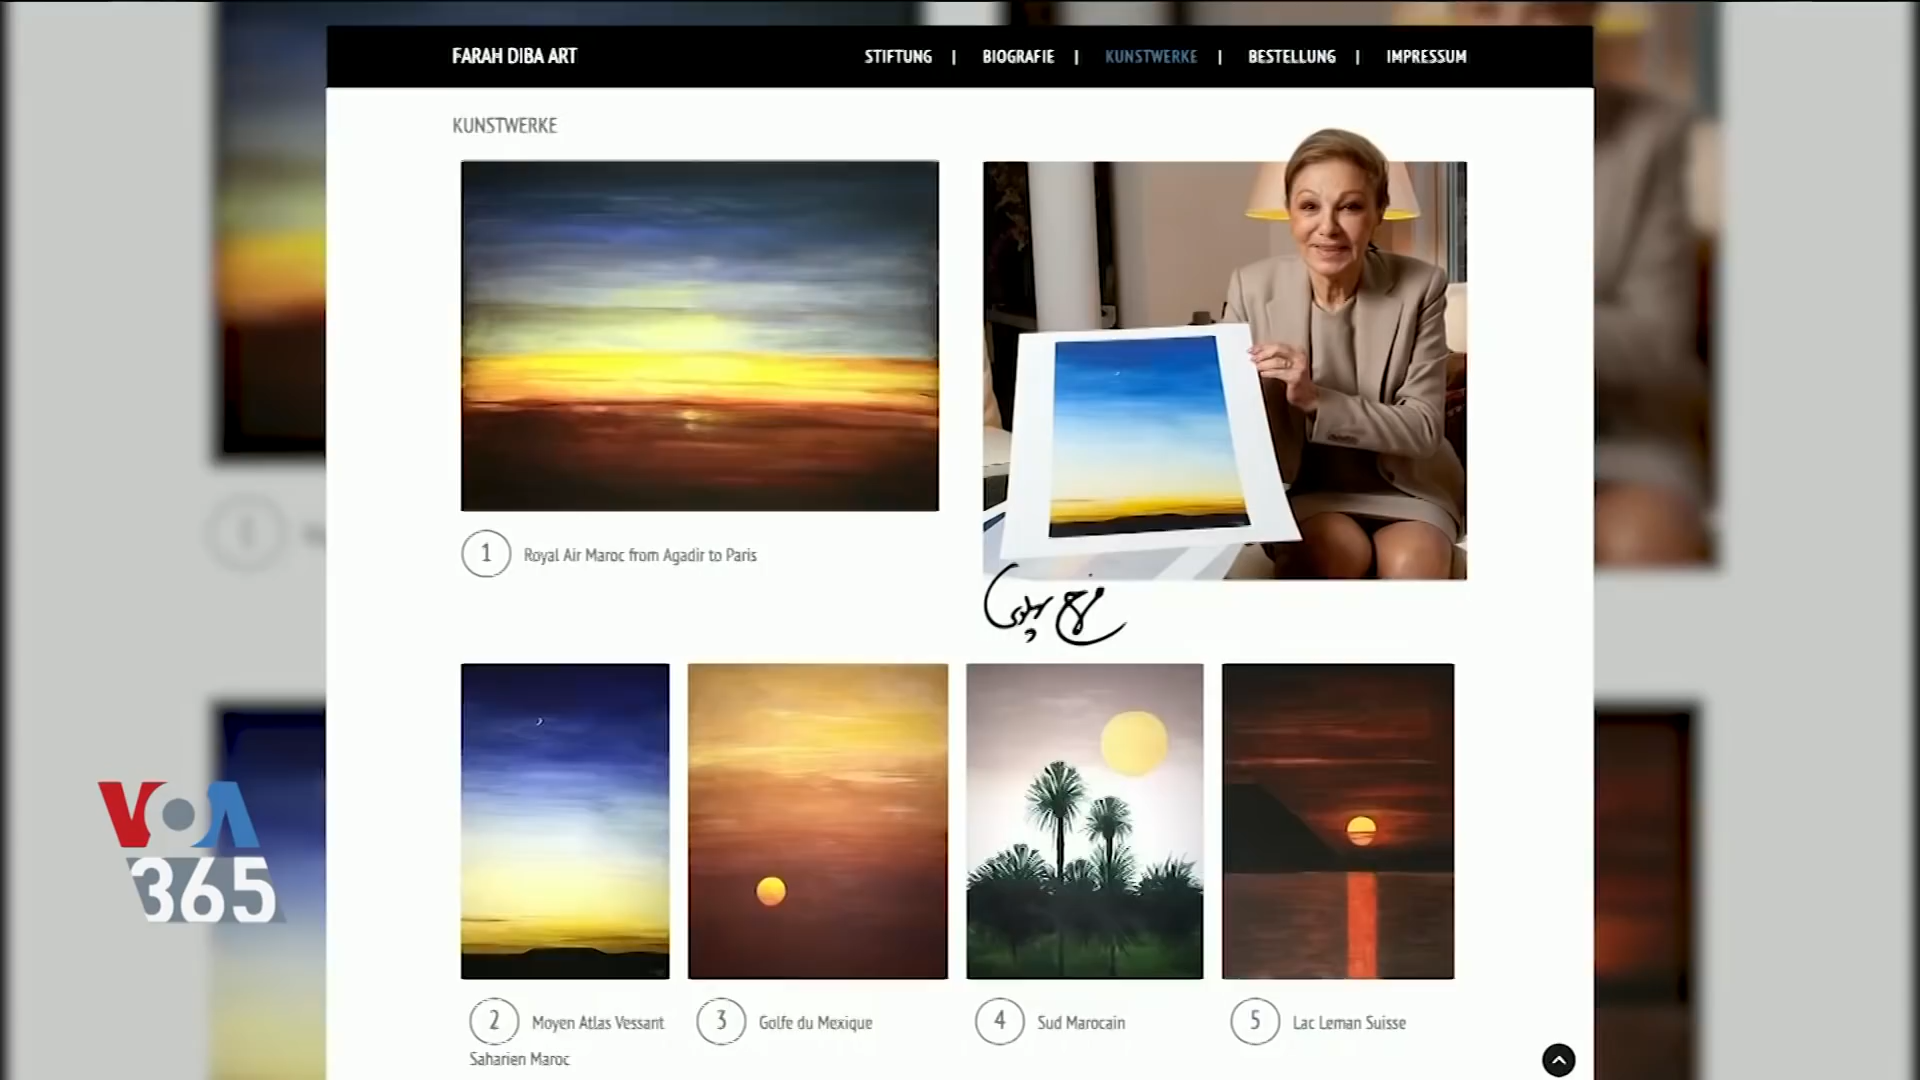 FARAH DIBA ART
STIFTUNG | BIOGRAFIE | KUNSTWERKE | BESTELLUNG | IMPRESSUM
KUNSTWERKE
1 Royal Air Maroc from Agadir to Paris
2 Moyen Atlas Vessant
Saharien Maroc
3 Golfe du Mexique
4 Sud Marocain
5 Lac Leman Suisse
VOA
365